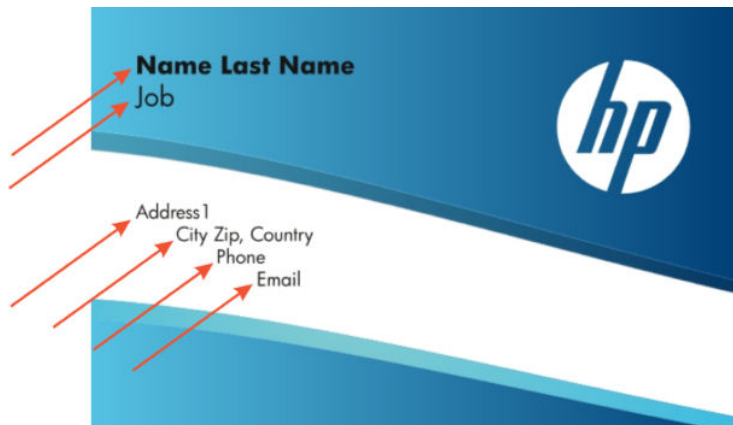 Name Last Name
Job
hp
Address1
City Zip, Country
Phone
Email